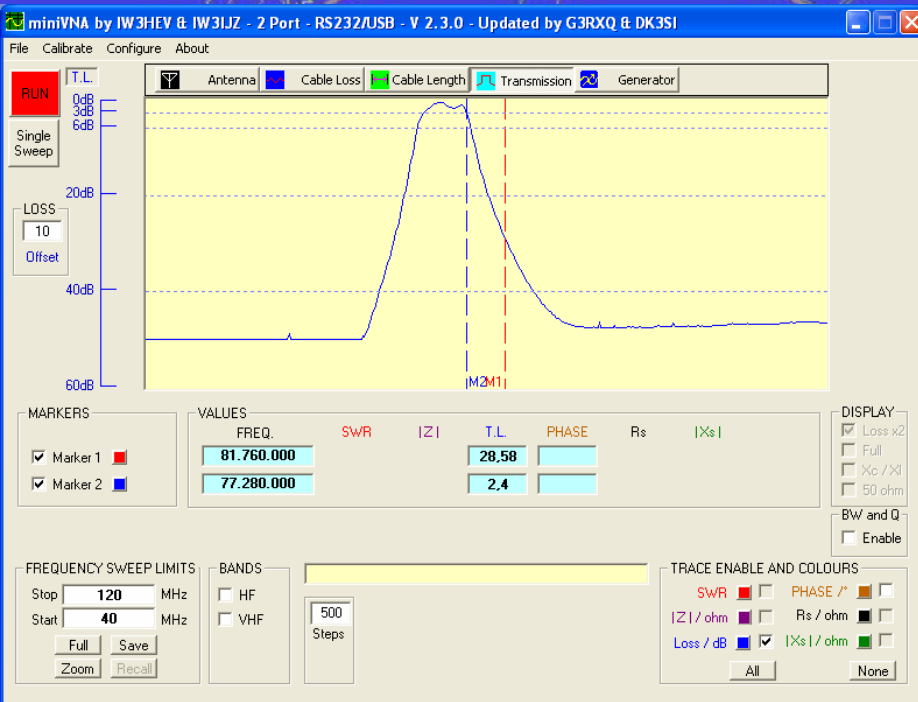 miniVNA by IW3HEV & IW3IJZ - 2 Port - RS232/USB - V 2.3.0 - Updated by G3RXQ & DK3SI
File Calibrate Configure About
RUN
T.L.
Antenna Cable Loss Cable Length Transmission Generator
0dB
3dB
6dB
Single
Sweep
20dB
LOSS
10
Offset
40dB
60dB
M2 M1
MARKERS
Marker 1
Marker 2
VALUES
FREQ. SWR |Z| T.L. PHASE Rs |Xs|
81.760.000 28,58
77.280.000 2,4
DISPLAY
Loss x2
Full
Xc / Xl
50 ohm
BW and Q
Enable
FREQUENCY SWEEP LIMITS
Stop 120 MHz
Start 40 MHz
Full Save
Zoom Recall
BANDS
HF
VHF
500
Steps
TRACE ENABLE AND COLOURS
SWR PHASE /°
|Z| / ohm Rs / ohm
Loss / dB |Xs| / ohm
All None